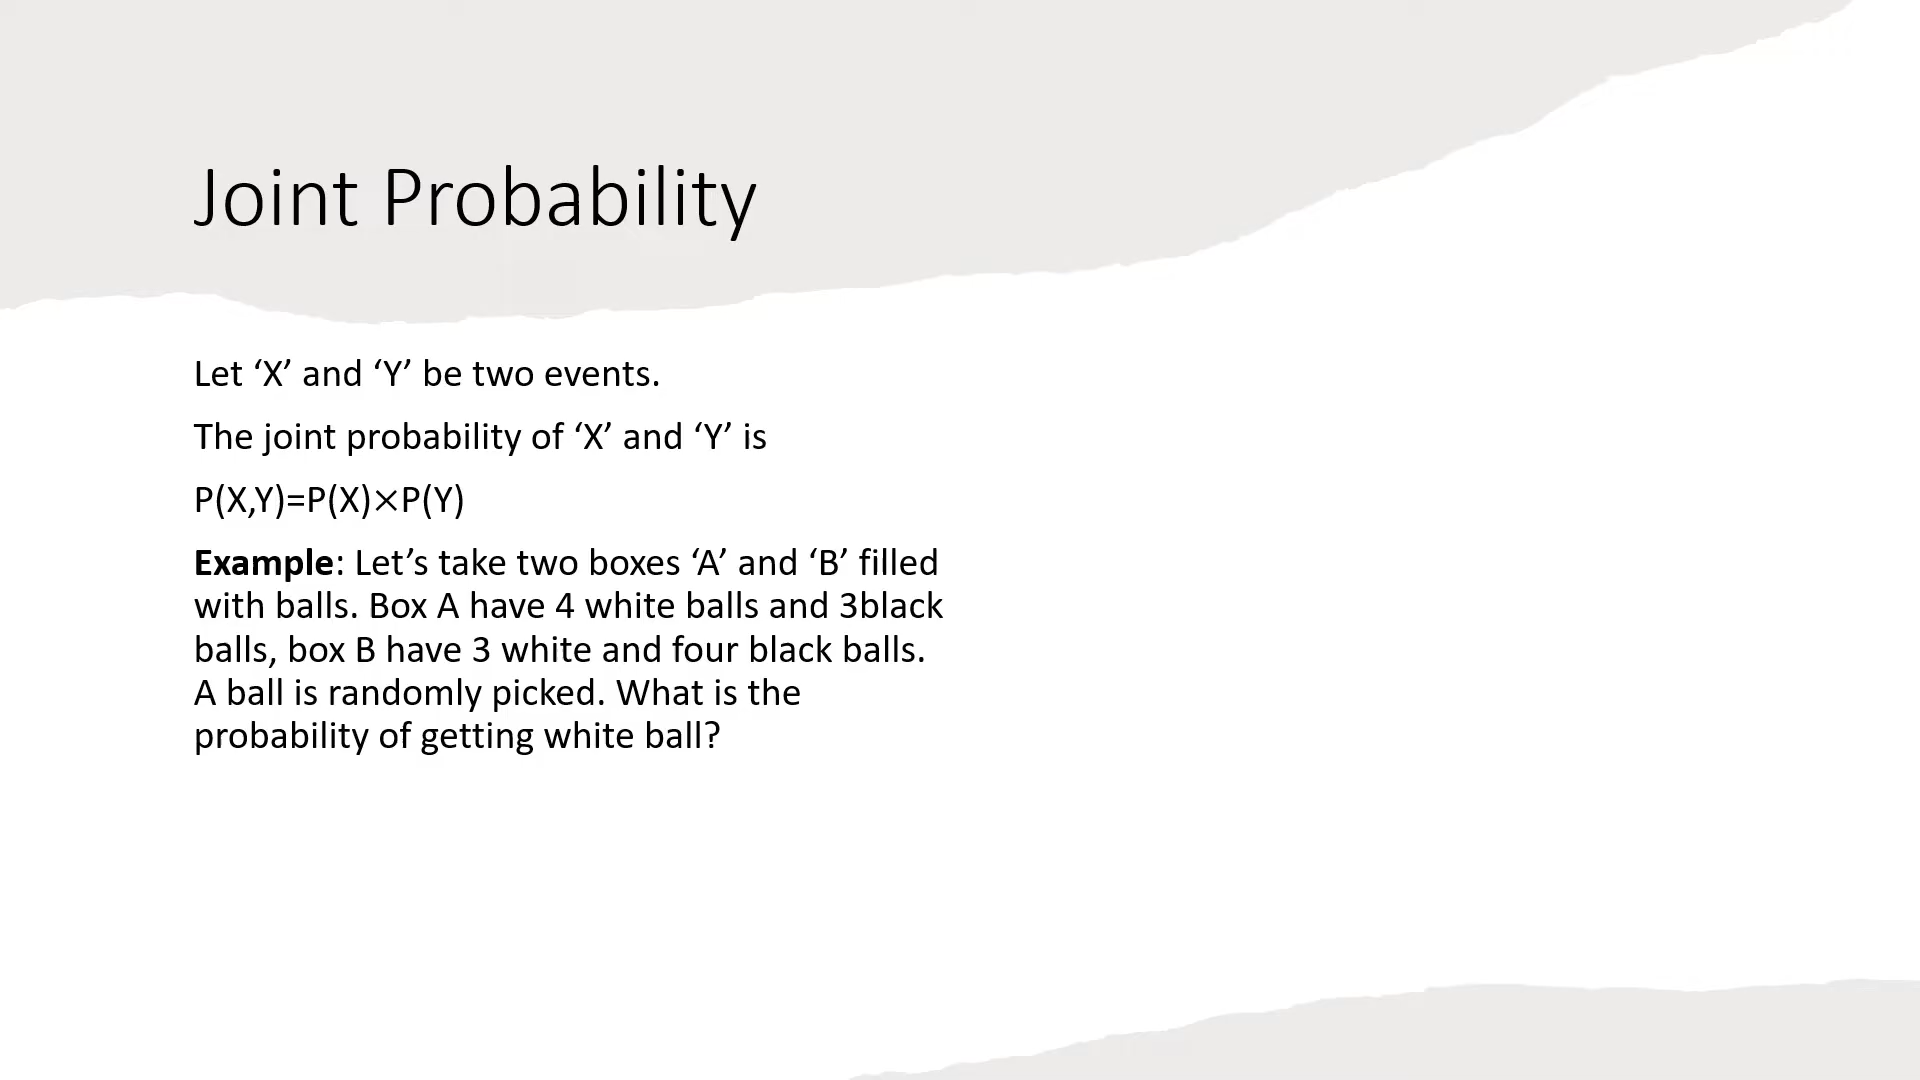 Joint Probability
Let ‘X’ and ‘Y’ be two events.
The joint probability of ‘X’ and ‘Y’ is
P(X,Y)=P(X)×P(Y)
Example: Let’s take two boxes ‘A’ and ‘B’ filled
with balls. Box A have 4 white balls and 3black
balls, box B have 3 white and four black balls.
A ball is randomly picked. What is the
probability of getting white ball?